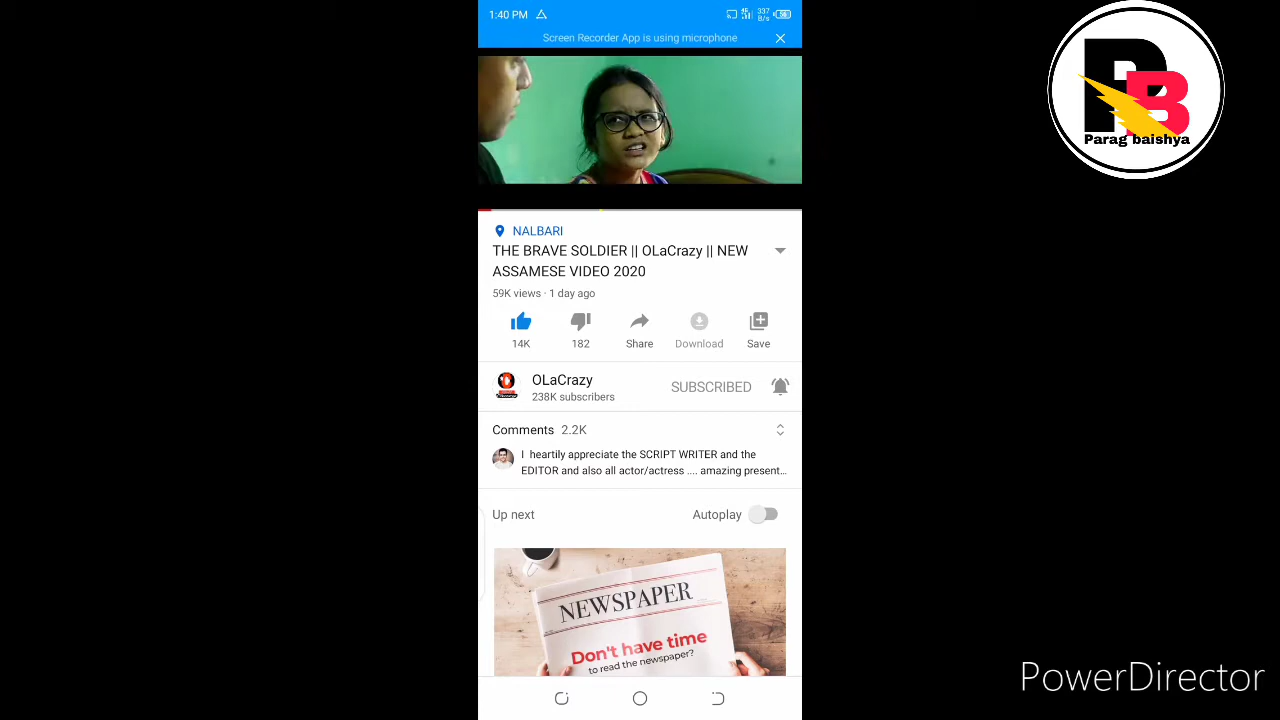 1:40 PM
337
B/s
Screen Recorder App is using microphone
Parag baishya
NALBARI
THE BRAVE SOLDIER || OLaCrazy || NEW
ASSAMESE VIDEO 2020
59K views · 1 day ago
14K
182
Share
Download
Save
OLaCrazy
238K subscribers
SUBSCRIBED
Comments 2.2K
I heartily appreciate the SCRIPT WRITER and the
EDITOR and also all actor/actress .... amazing present...
Up next
Autoplay
NEWSPAPER
Don't have time
to read the newspaper?
PowerDirector